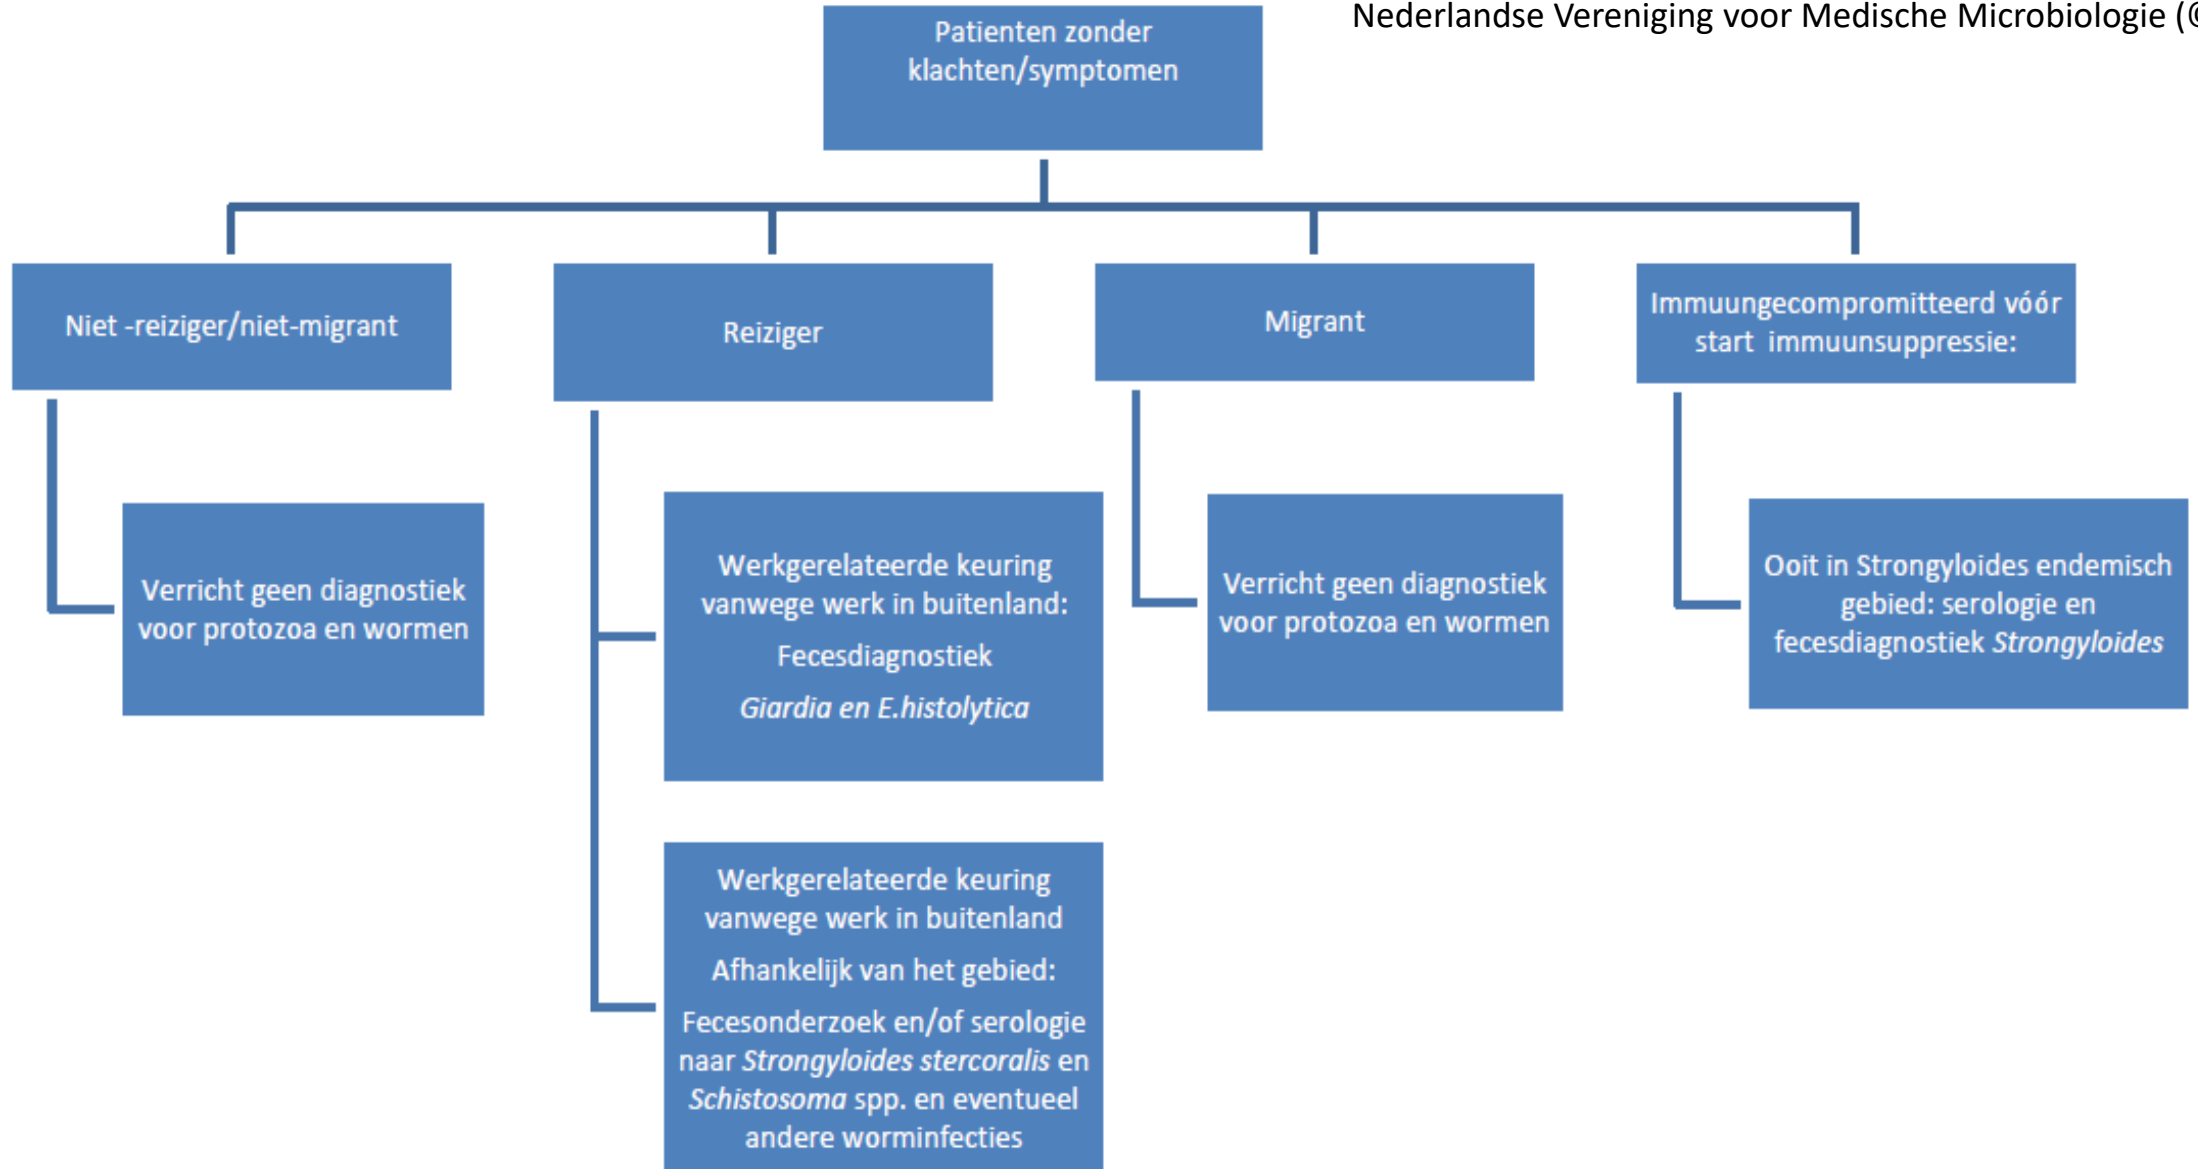 Nederlandse Vereniging voor Medische Microbiologie (©
Patienten zonder
klachten/symptomen
Niet -reiziger/niet-migrant
Verricht geen diagnostiek
voor protozoa en wormen
Reiziger
Werkgerelateerde keuring
vanwege werk in buitenland:
Fecesdiagnostiek
Giardia en E.histolytica
Werkgerelateerde keuring
vanwege werk in buitenland
Afhankelijk van het gebied:
Fecesonderzoek en/of serologie
naar Strongyloides stercoralis en
Schistosoma spp. en eventueel
andere worminfecties
Migrant
Verricht geen diagnostiek
voor protozoa en wormen
Immuungecompromitteerd vóór
start immuunsuppressie:
Ooit in Strongyloides endemisch
gebied: serologie en
fecesdiagnostiek Strongyloides